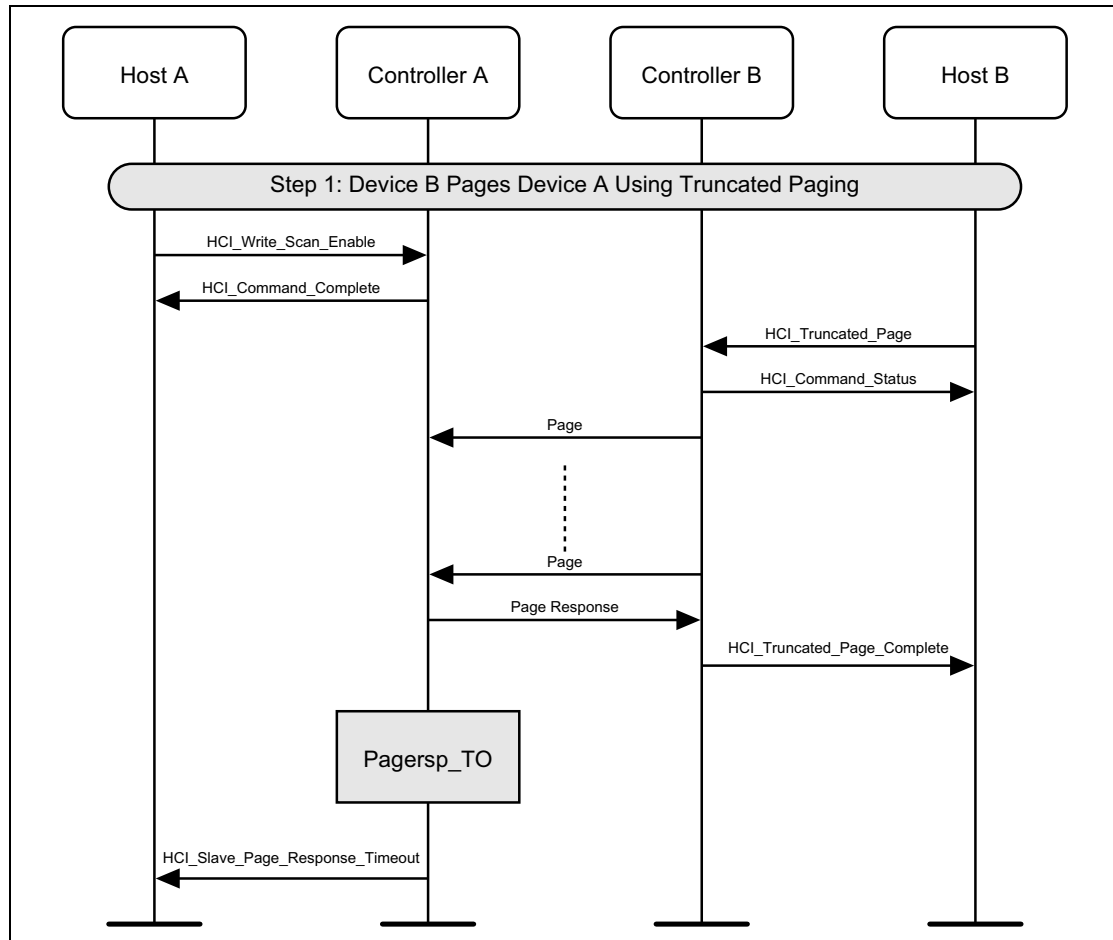 Host A
Controller A
Controller B
Host B
Step 1: Device B Pages Device A Using Truncated Paging
HCI_Write_Scan_Enable
HCI_Command_Complete
HCI_Truncated_Page
HCI_Command_Status
Page
Page
Page Response
HCI_Truncated_Page_Complete
Pagersp_TO
HCI_Slave_Page_Response_Timeout